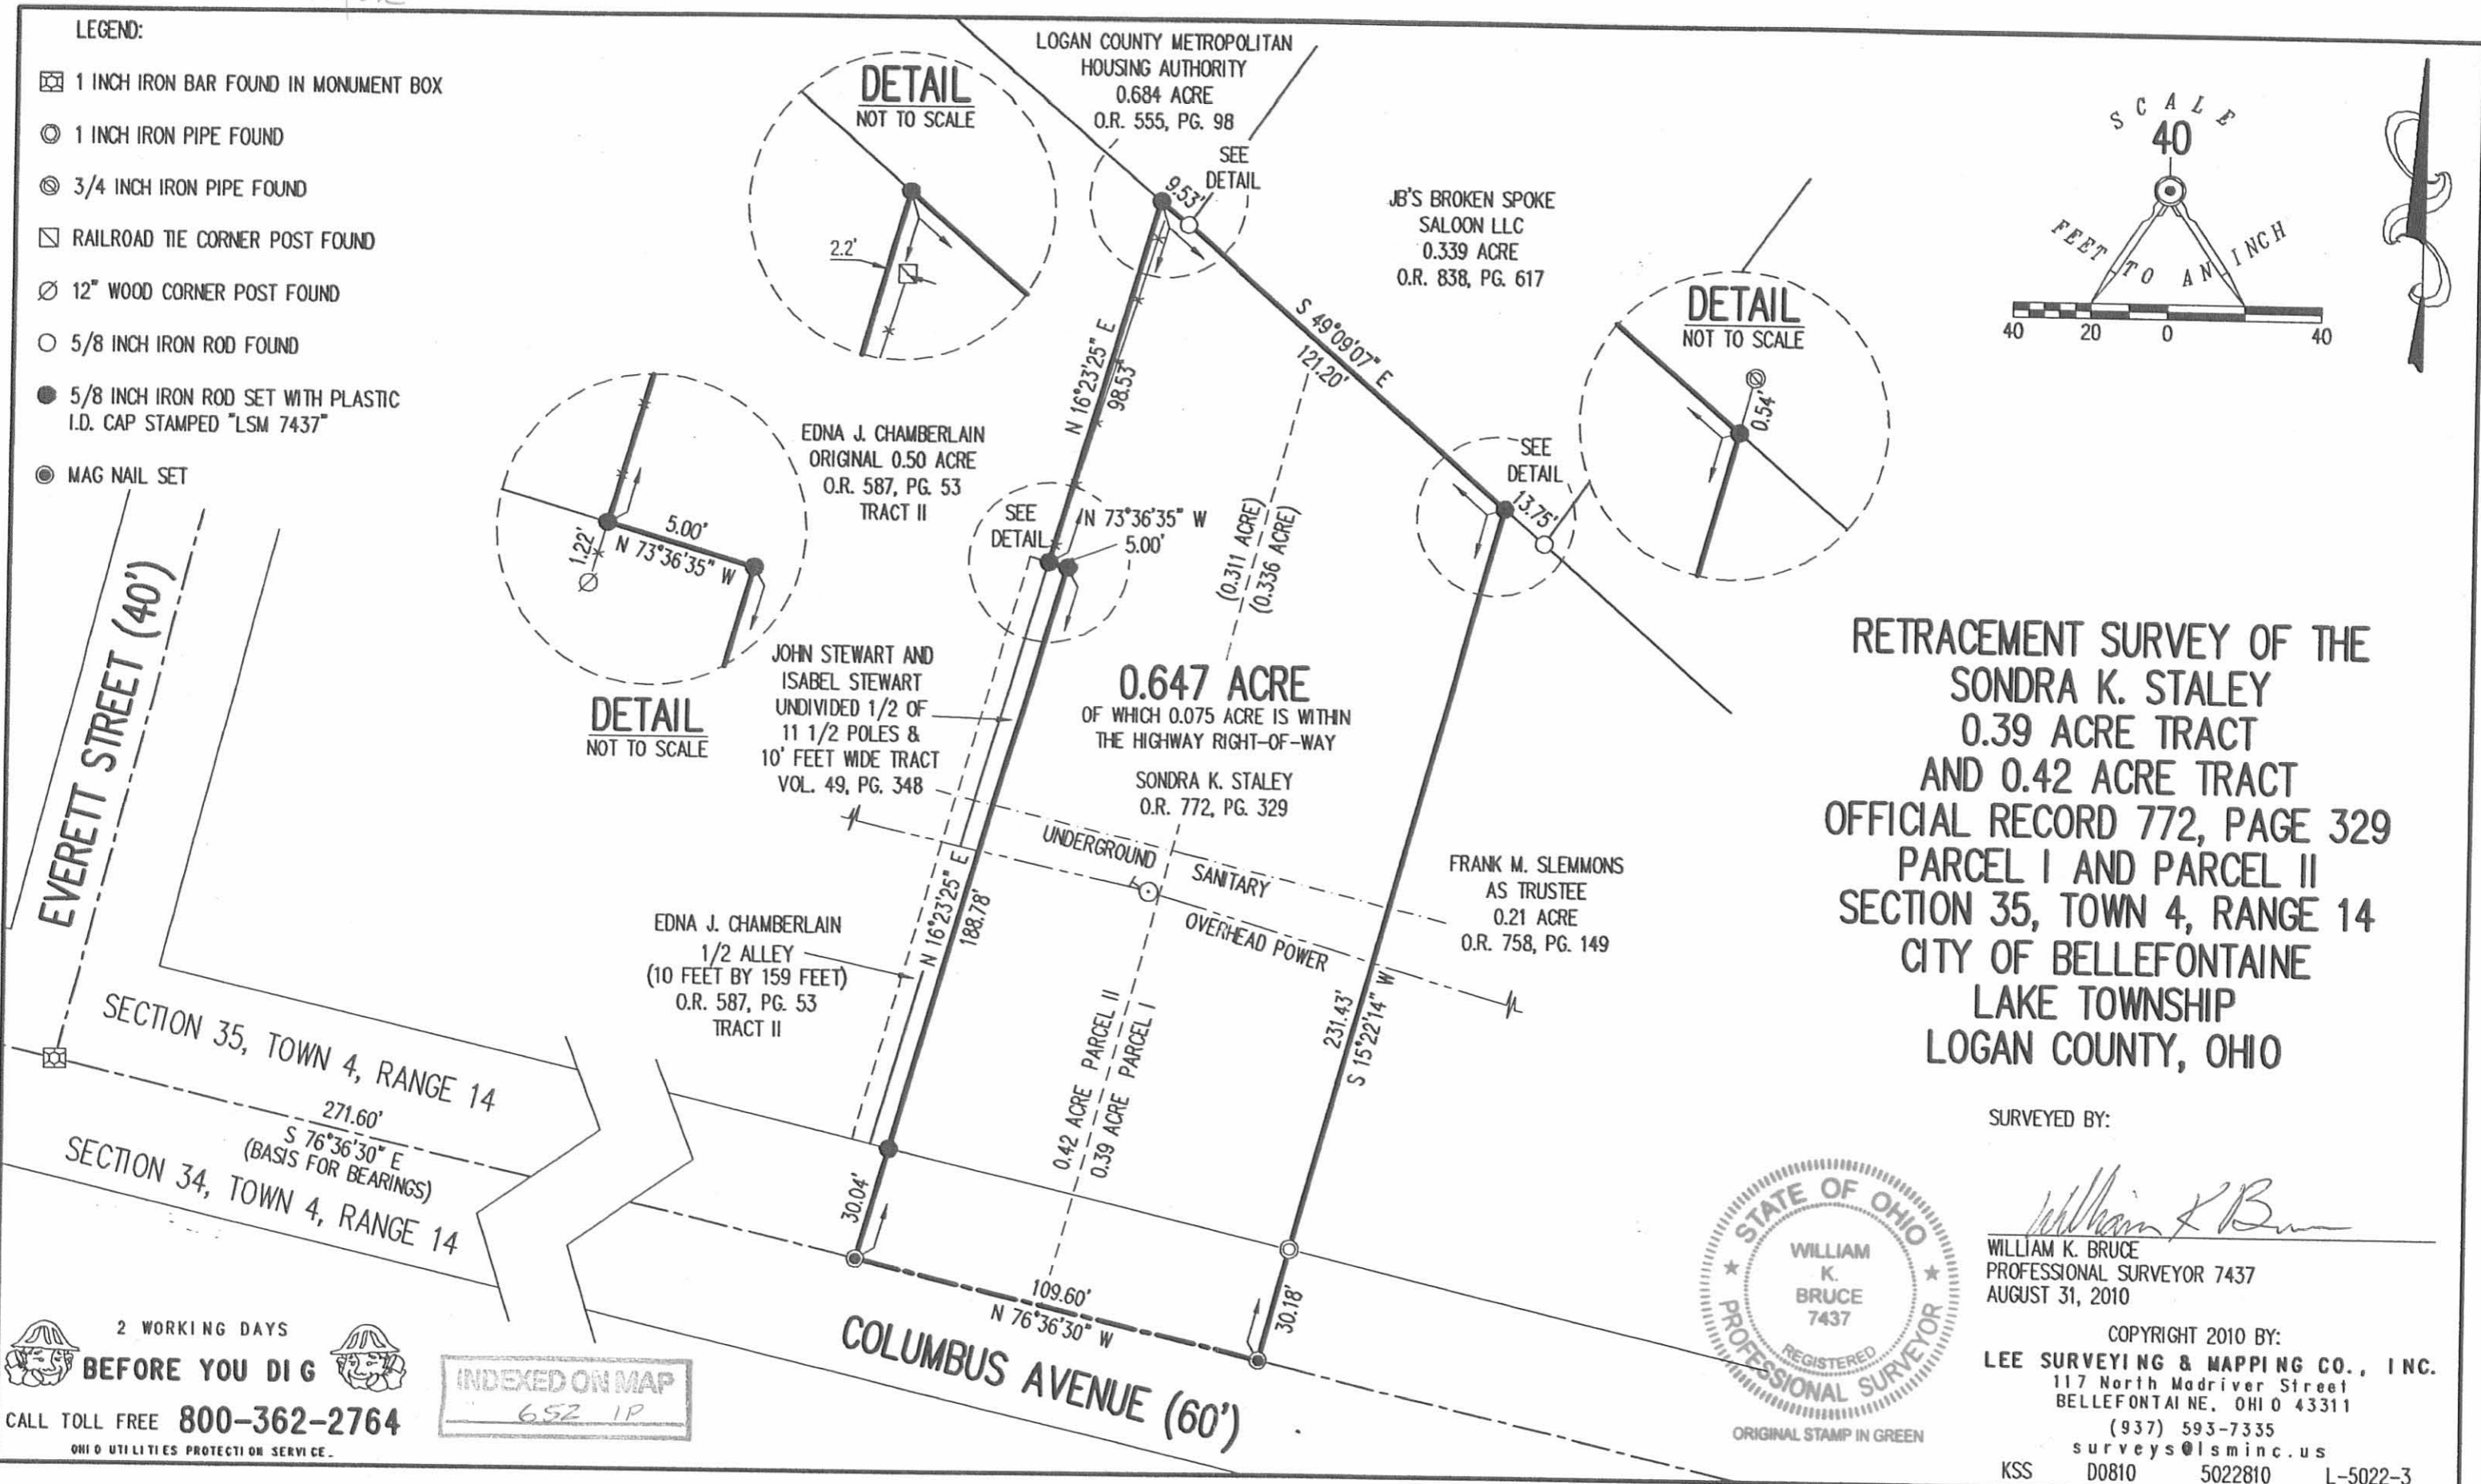 LEGEND:
1 INCH IRON BAR FOUND IN MONUMENT BOX
1 INCH IRON PIPE FOUND
3/4 INCH IRON PIPE FOUND
RAILROAD TIE CORNER POST FOUND
12" WOOD CORNER POST FOUND
5/8 INCH IRON ROD FOUND
5/8 INCH IRON ROD SET WITH PLASTIC
I.D. CAP STAMPED "LSM 7437"
MAG NAIL SET
DETAIL
NOT TO SCALE
2.2'
LOGAN COUNTY METROPOLITAN
HOUSING AUTHORITY
0.684 ACRE
O.R. 555, PG. 98
SEE
DETAIL
9.53'
JB'S BROKEN SPOKE
SALOON LLC
0.339 ACRE
O.R. 838, PG. 617
SCALE
40
FEET TO AN INCH
40 20 0 40
DETAIL
NOT TO SCALE
0.54'
S 49°09'07" E
121.20'
N 16°23'25" E
98.53'
SEE
DETAIL
13.75'
EDNA J. CHAMBERLAIN
ORIGINAL 0.50 ACRE
O.R. 587, PG. 53
TRACT II
5.00'
N 73°36'35" W
1.22'
DETAIL
NOT TO SCALE
SEE
DETAIL
N 73°36'35" W
5.00'
(0.311 ACRE)
(0.336 ACRE)
JOHN STEWART AND
ISABEL STEWART
UNDIVIDED 1/2 OF
11 1/2 POLES &
10' FEET WIDE TRACT
VOL. 49, PG. 348
0.647 ACRE
OF WHICH 0.075 ACRE IS WITHIN
THE HIGHWAY RIGHT-OF-WAY
SONDRA K. STALEY
O.R. 772, PG. 329
UNDERGROUND SANITARY
OVERHEAD POWER
FRANK M. SLEMMONS
AS TRUSTEE
0.21 ACRE
O.R. 758, PG. 149
EDNA J. CHAMBERLAIN
1/2 ALLEY
(10 FEET BY 159 FEET)
O.R. 587, PG. 53
TRACT II
N 16°23'25" E
188.78'
231.43'
S 15°22'14" W
0.42 ACRE PARCEL II
0.39 ACRE PARCEL I
EVERETT STREET (40')
SECTION 35, TOWN 4, RANGE 14
271.60'
S 76°36'30" E
(BASIS FOR BEARINGS)
SECTION 34, TOWN 4, RANGE 14
30.04'
109.60'
N 76°36'30" W
30.18'
COLUMBUS AVENUE (60')
RETRACEMENT SURVEY OF THE
SONDRA K. STALEY
0.39 ACRE TRACT
AND 0.42 ACRE TRACT
OFFICIAL RECORD 772, PAGE 329
PARCEL I AND PARCEL II
SECTION 35, TOWN 4, RANGE 14
CITY OF BELLEFONTAINE
LAKE TOWNSHIP
LOGAN COUNTY, OHIO
SURVEYED BY:
William K Bruce
WILLIAM K. BRUCE
PROFESSIONAL SURVEYOR 7437
AUGUST 31, 2010
STATE OF OHIO
WILLIAM
K.
BRUCE
7437
REGISTERED
PROFESSIONAL SURVEYOR
ORIGINAL STAMP IN GREEN
COPYRIGHT 2010 BY:
LEE SURVEYING & MAPPING CO., INC.
117 North Madriver Street
BELLEFONTAINE, OHIO 43311
(937) 593-7335
surveys@lsminc.us
KSS D0810 5022810 L-5022-3
2 WORKING DAYS
BEFORE YOU DIG
CALL TOLL FREE 800-362-2764
OHIO UTILITIES PROTECTION SERVICE.
INDEXED ON MAP
652 IP